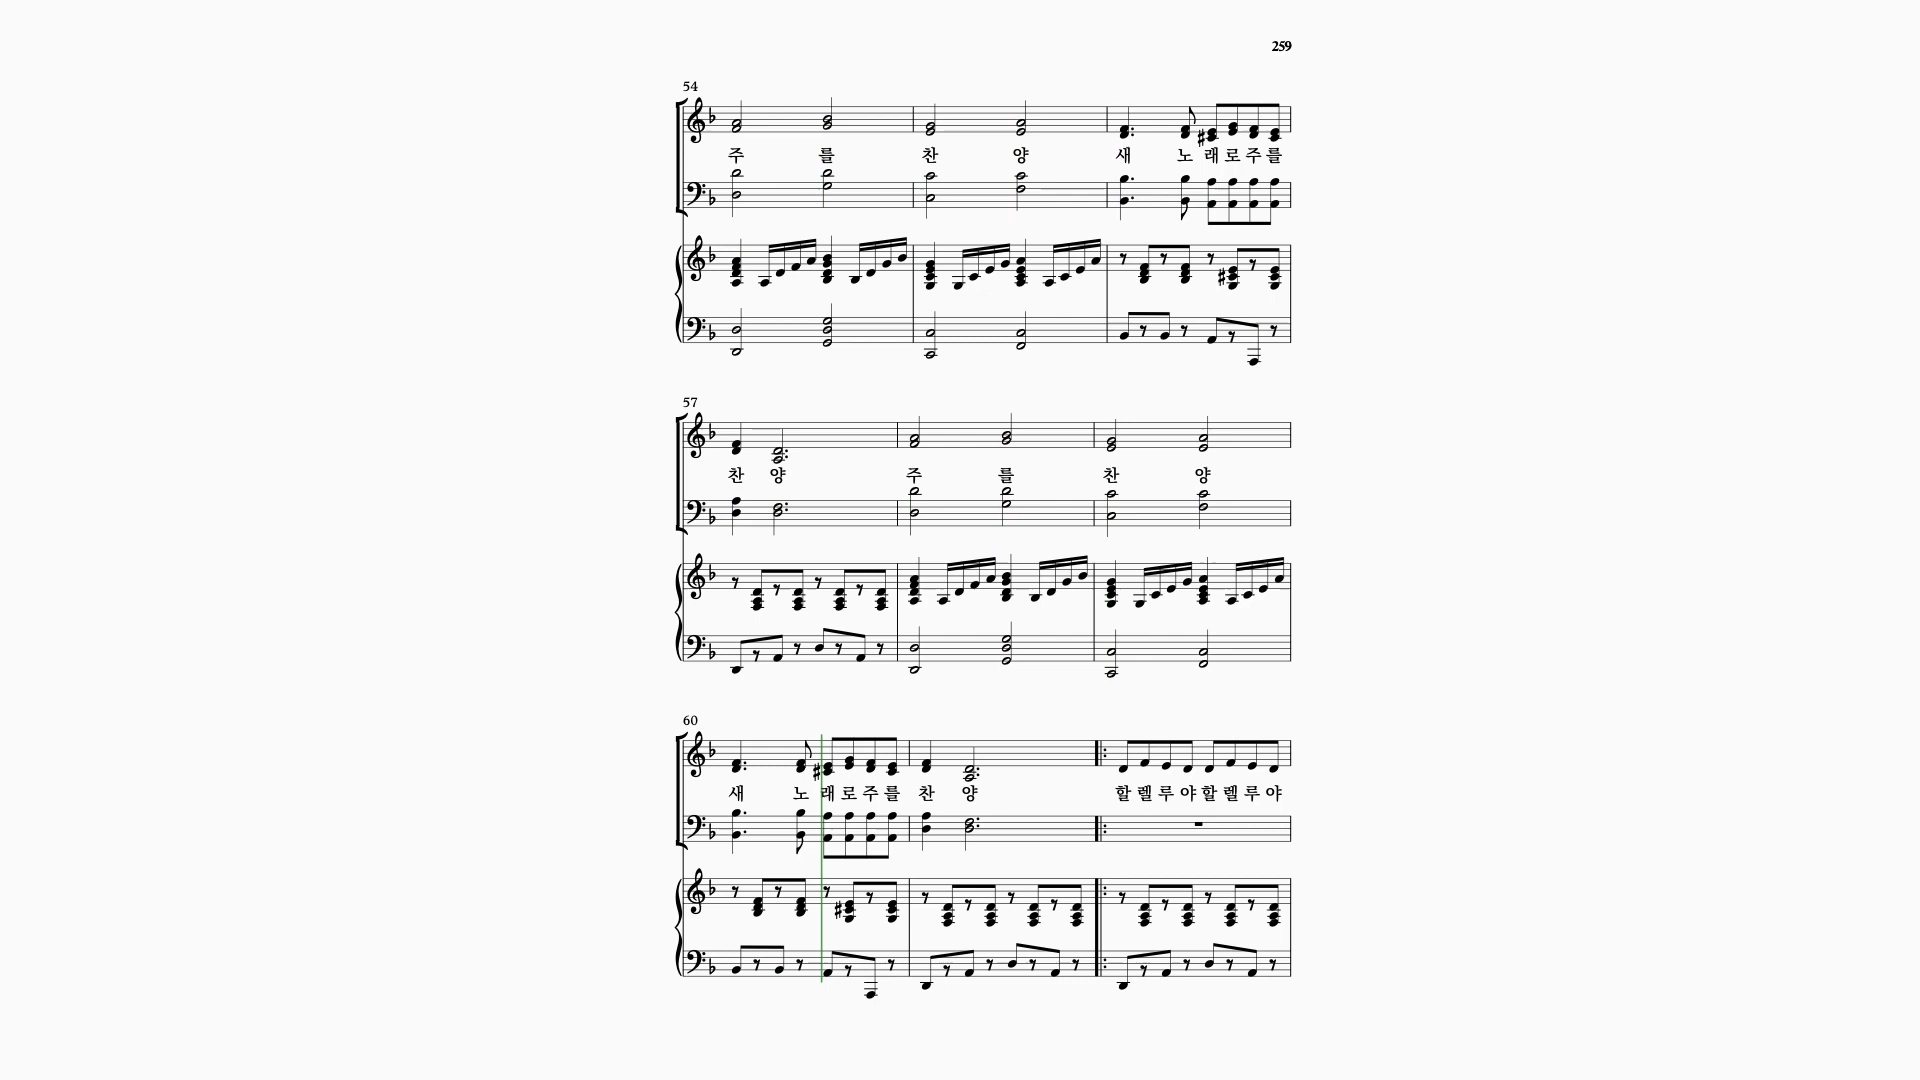 259
54
주 를 찬 양 새 노 래 로 주 를
57
찬 양 주 를 찬 양
60
새 노 래 로 주 를 찬 양 할 렐 루 야 할 렐 루 야